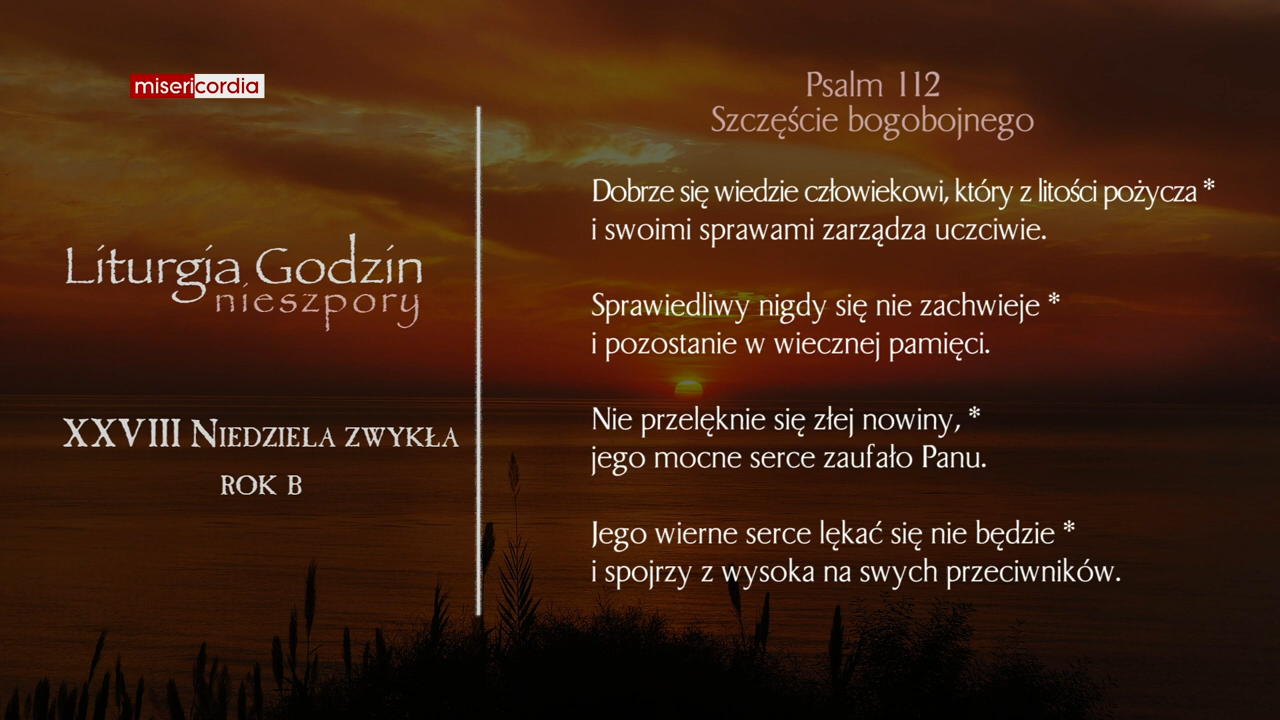 misericordia
Liturgia Godzin
nieszpory
XXVIII Niedziela zwykła
rok B
Psalm 112
Szczęście bogobojnego
Dobrze się wiedzie człowiekowi, który z litości pożycza *
i swoimi sprawami zarządza uczciwie.
Sprawiedliwy nigdy się nie zachwieje *
i pozostanie w wiecznej pamięci.
Nie przelęknie się złej nowiny, *
jego mocne serce zaufało Panu.
Jego wierne serce lękać się nie będzie *
i spojrzy z wysoka na swych przeciwników.